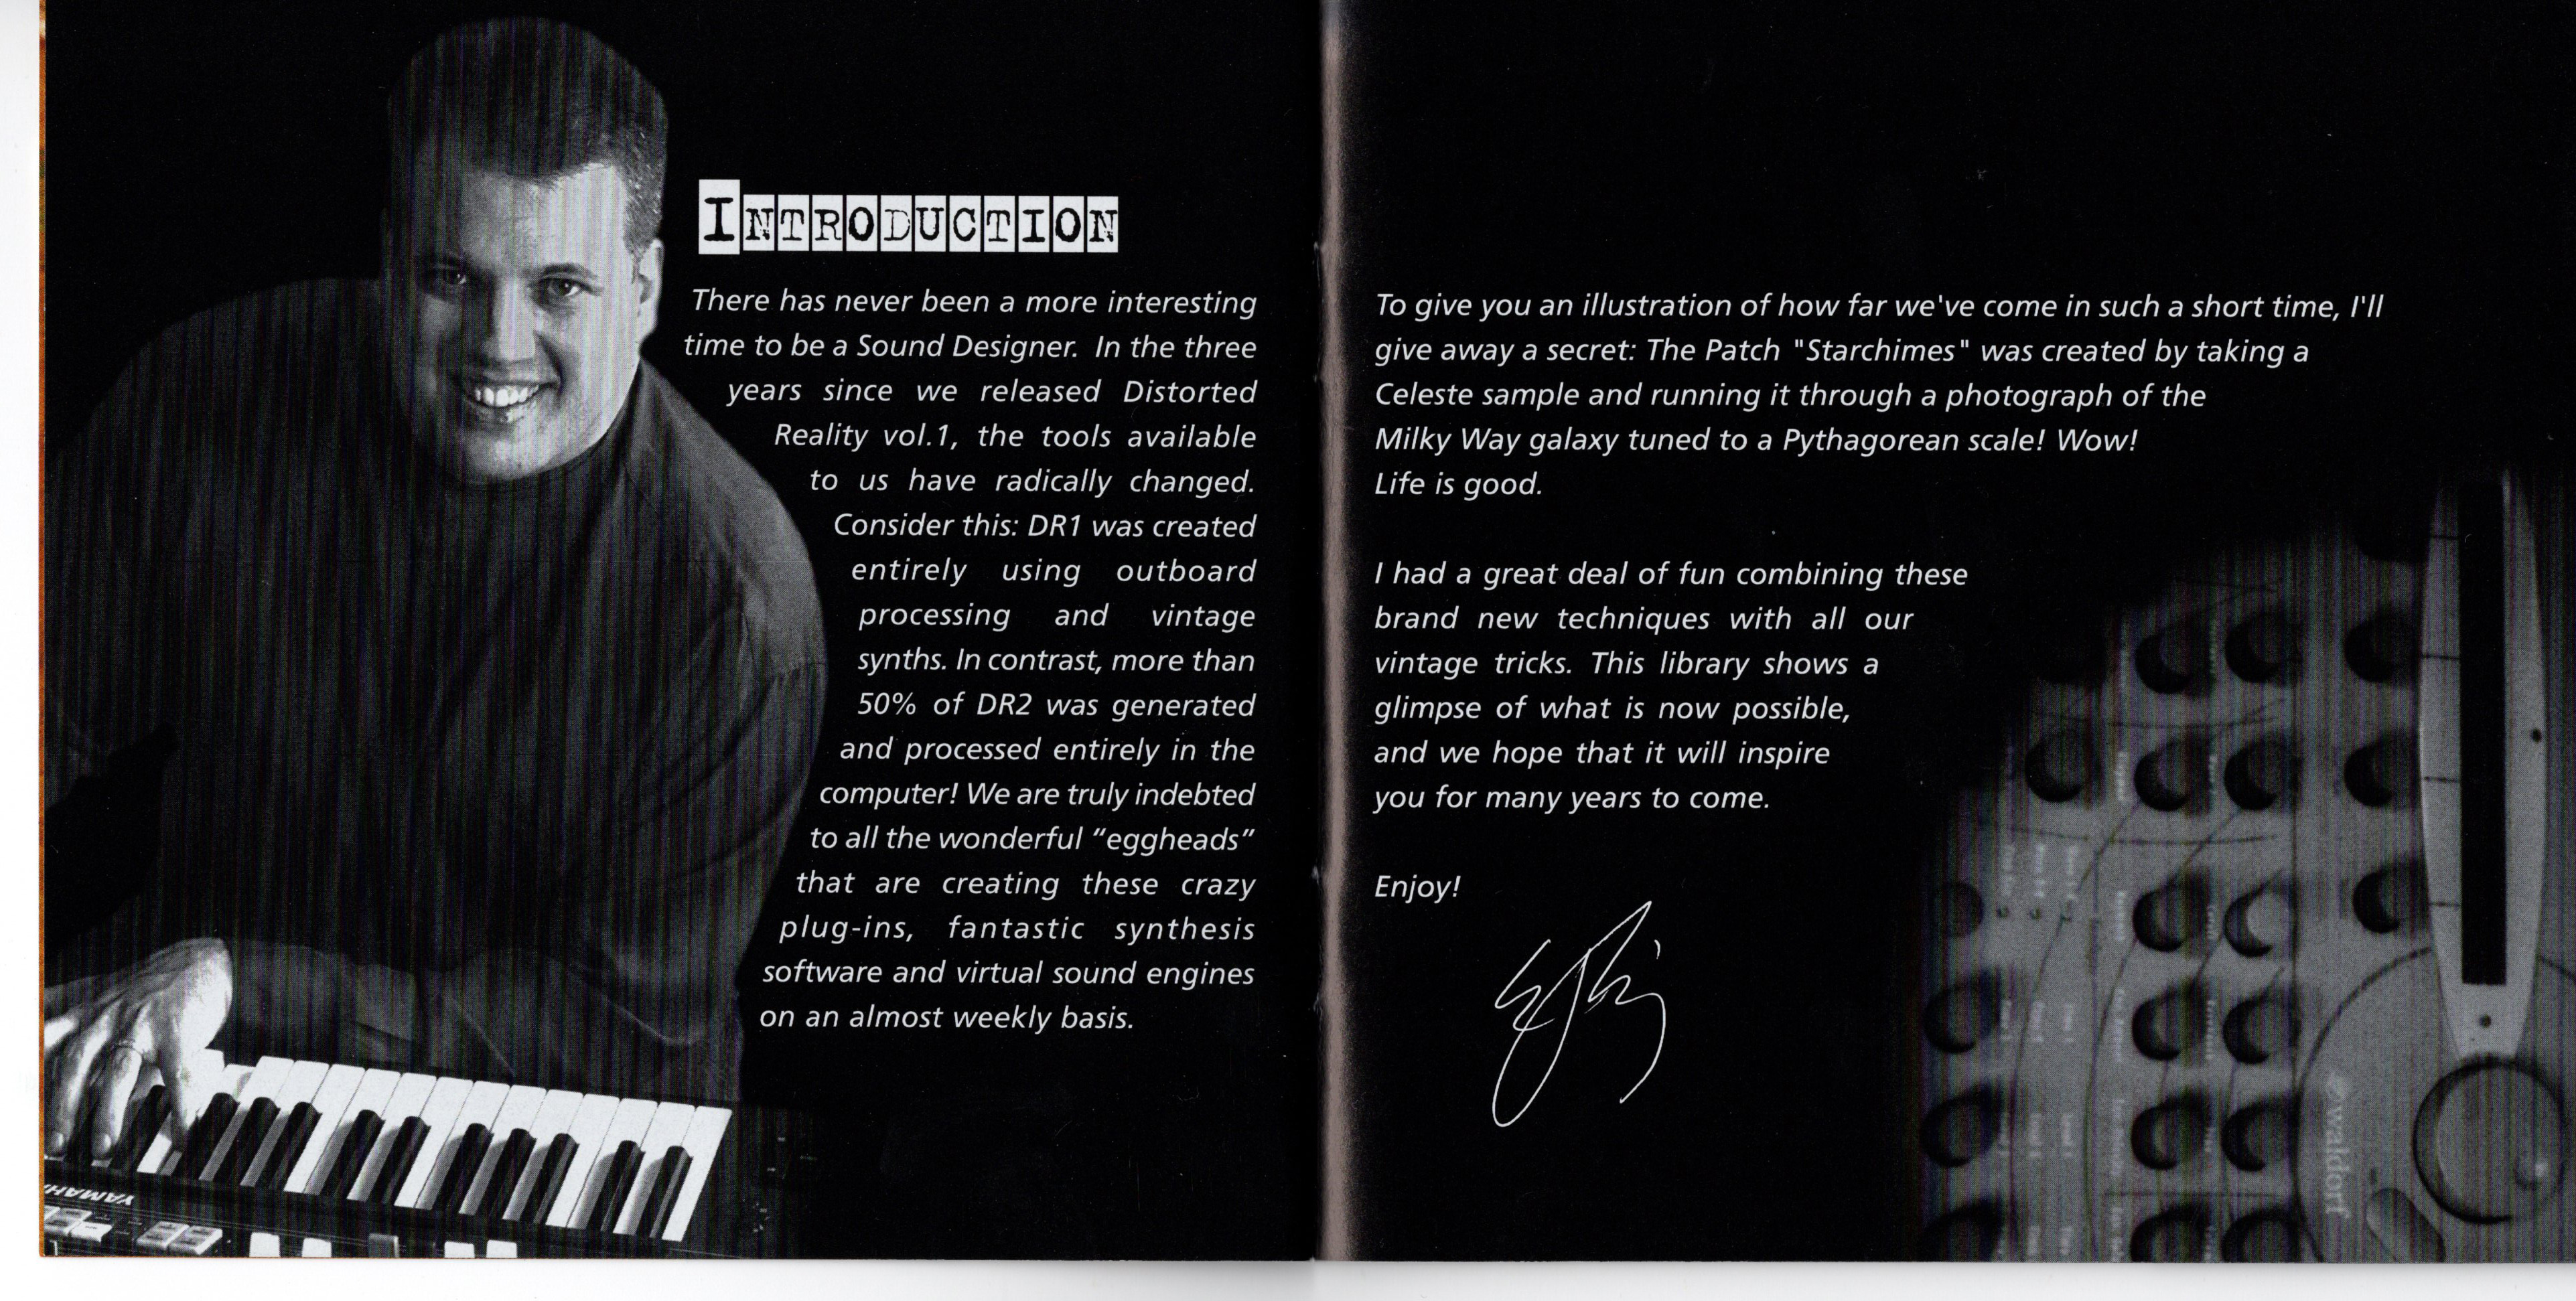 INTRODUCTION
There has never been a more interesting
time to be a Sound Designer. In the three
years since we released Distorted
Reality vol.1, the tools available
to us have radically changed.
Consider this: DR1 was created
entirely using outboard
processing and vintage
synths. In contrast, more than
50% of DR2 was generated
and processed entirely in the
computer! We are truly indebted
to all the wonderful “eggheads”
that are creating these crazy
plug-ins, fantastic synthesis
software and virtual sound engines
on an almost weekly basis.
YAMAHA
To give you an illustration of how far we've come in such a short time, I'll
give away a secret: The Patch "Starchimes" was created by taking a
Celeste sample and running it through a photograph of the
Milky Way galaxy tuned to a Pythagorean scale! Wow!
Life is good.
I had a great deal of fun combining these
brand new techniques with all our
vintage tricks. This library shows a
glimpse of what is now possible,
and we hope that it will inspire
you for many years to come.
Enjoy!
waldorf